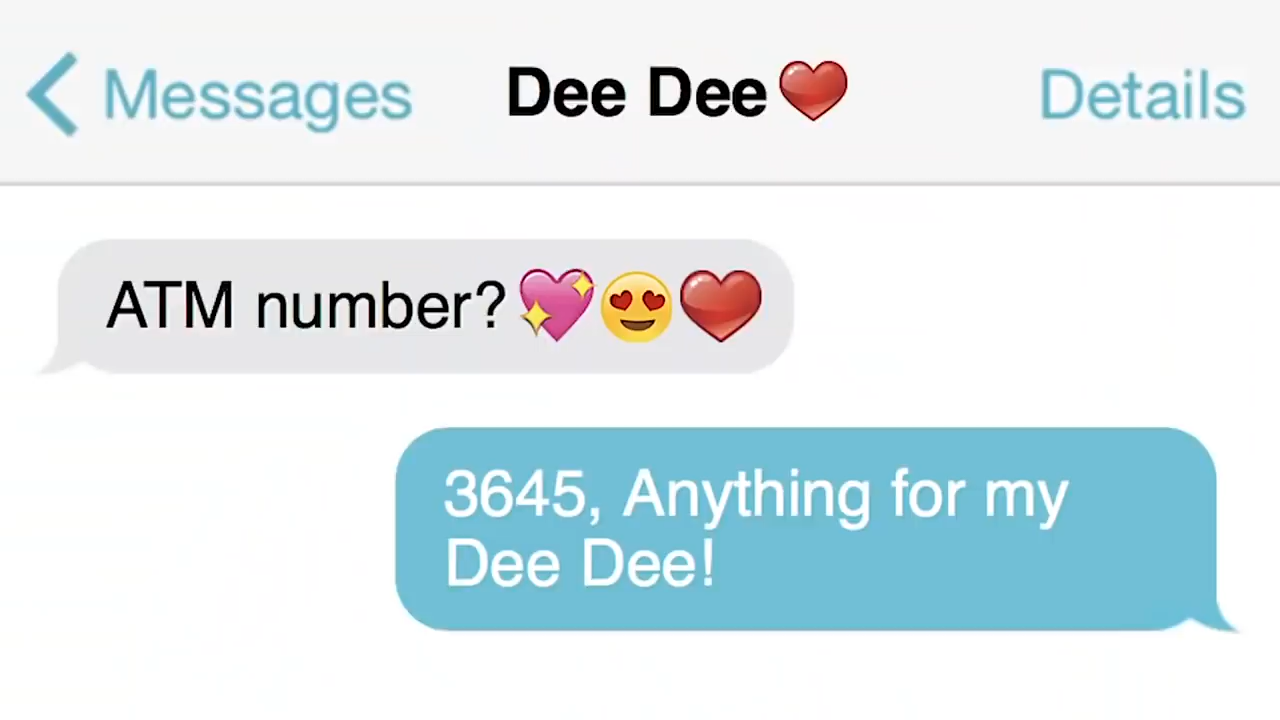 Messages
Dee Dee❤️
Details
ATM number?💖😍❤️
3645, Anything for my
Dee Dee!